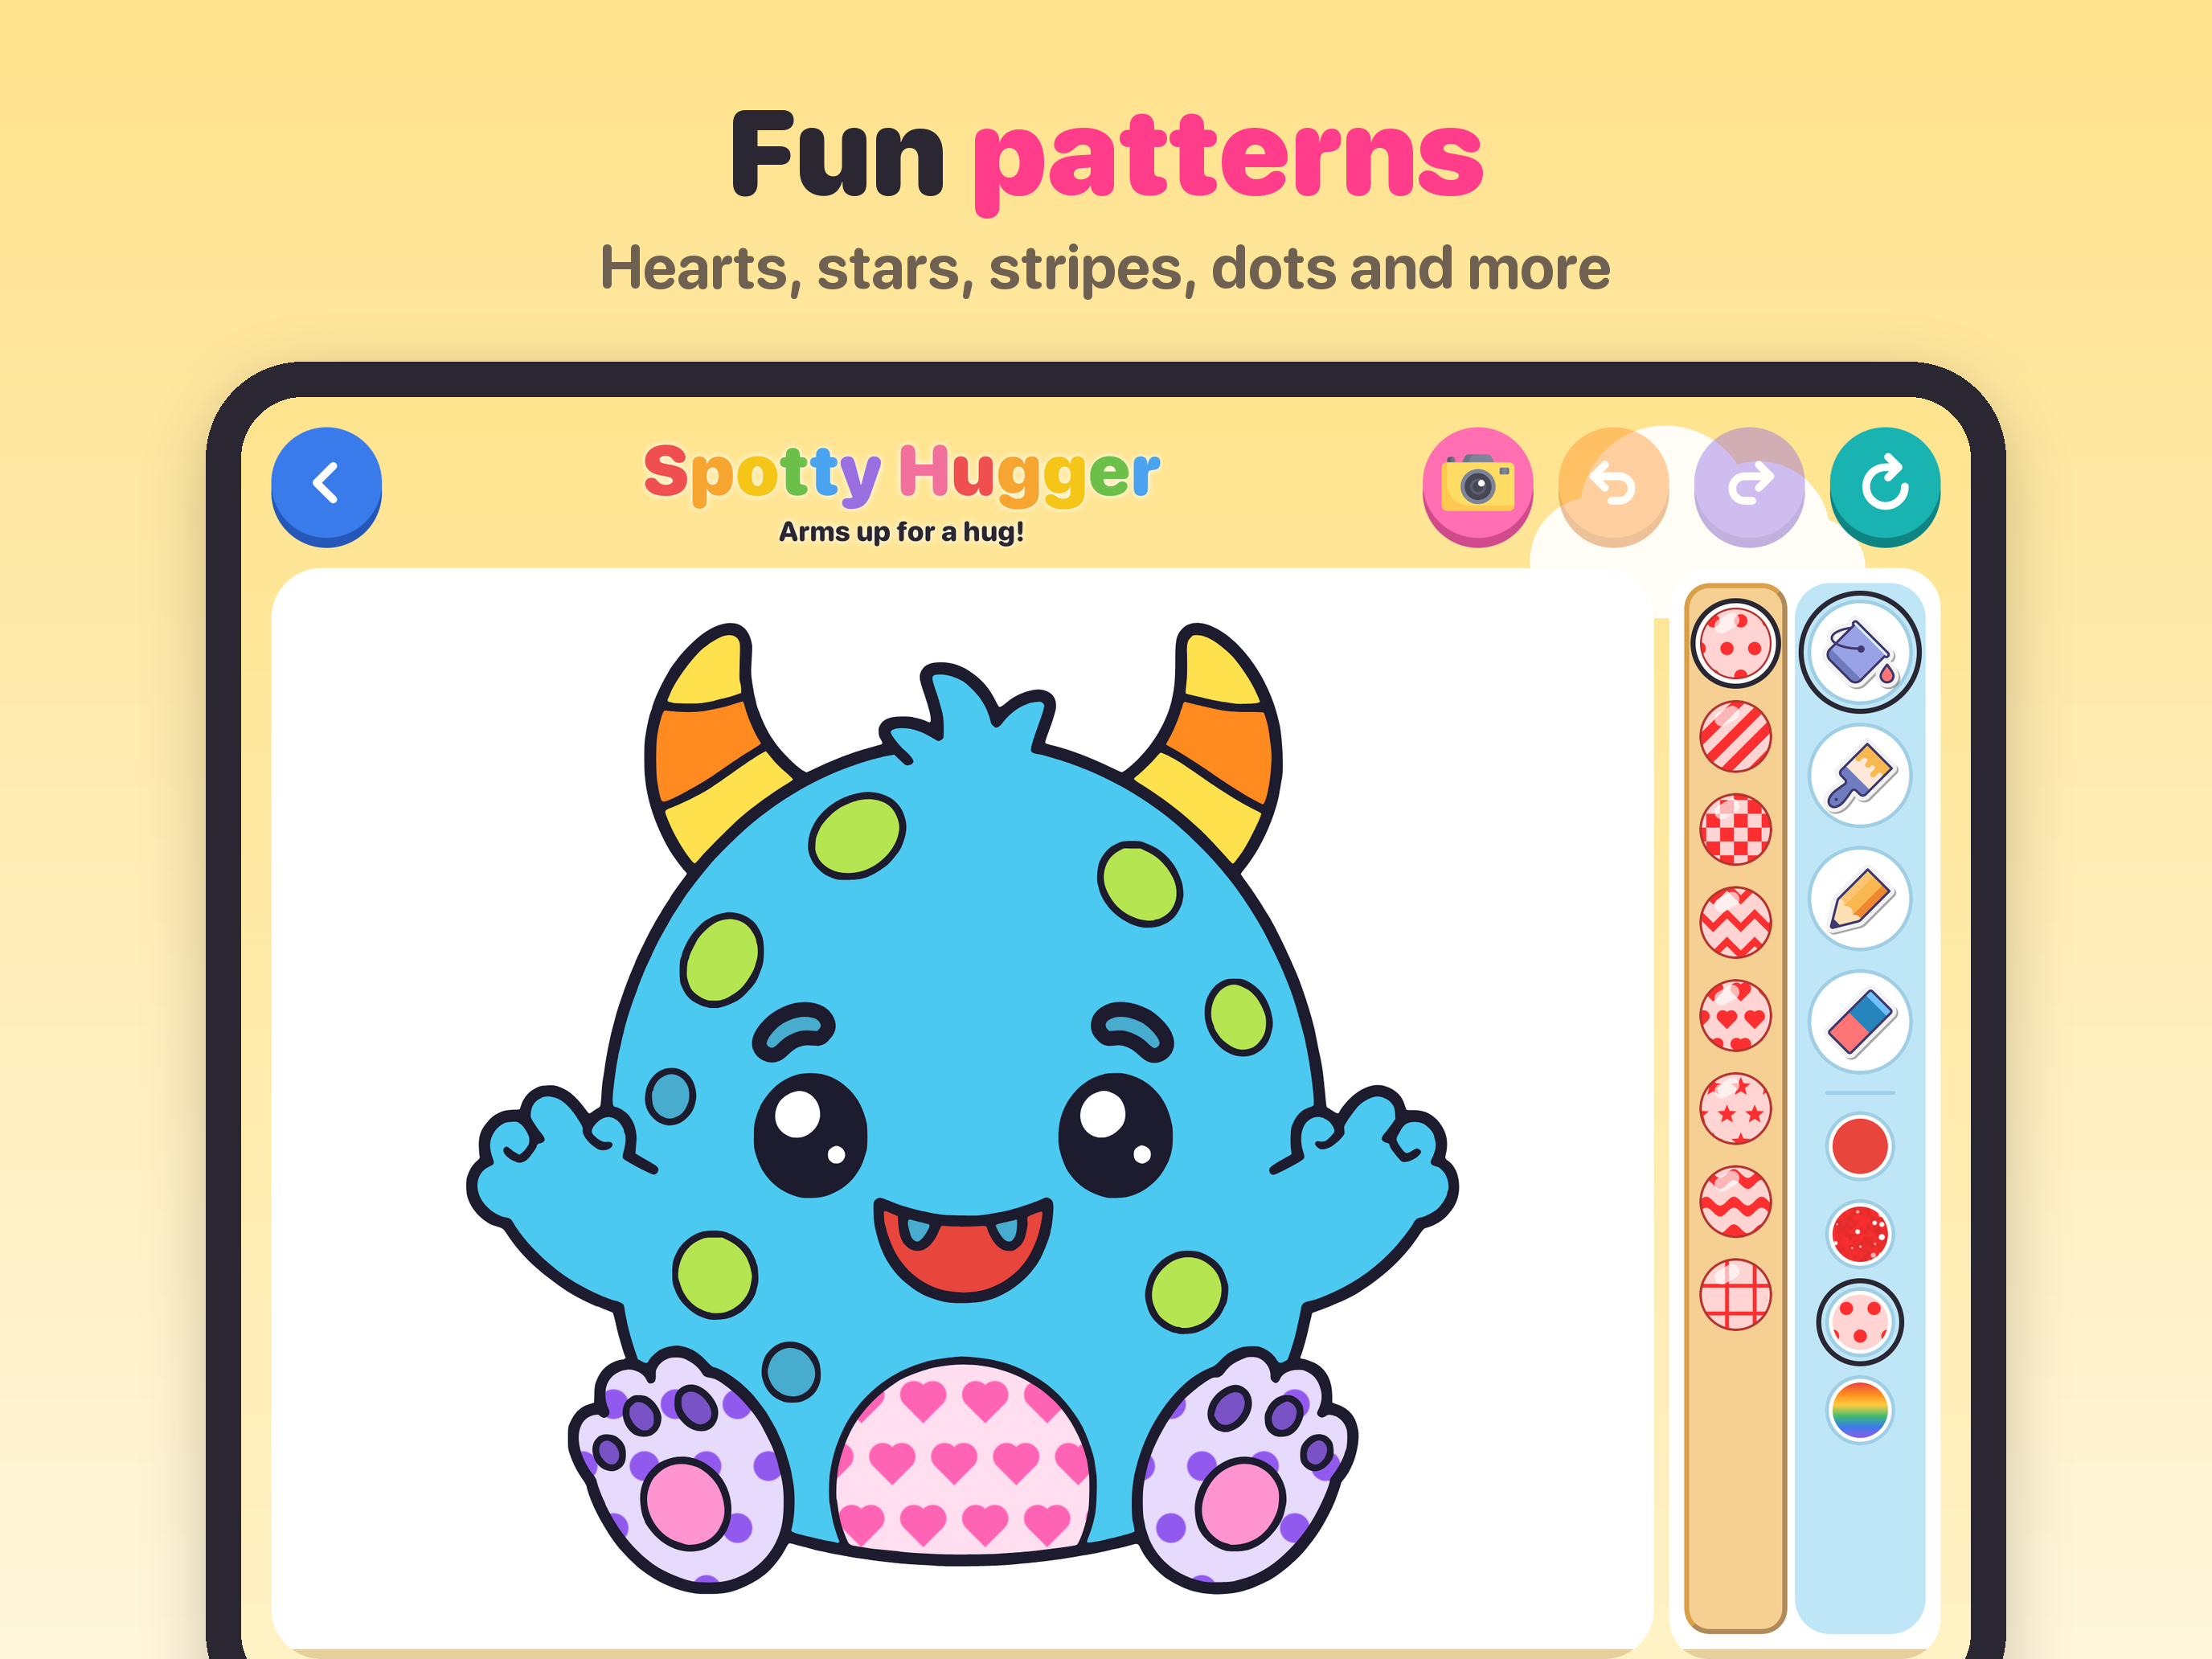 Fun patterns
Hearts, stars, stripes, dots and more
Spotty Hugger
Arms up for a hug!